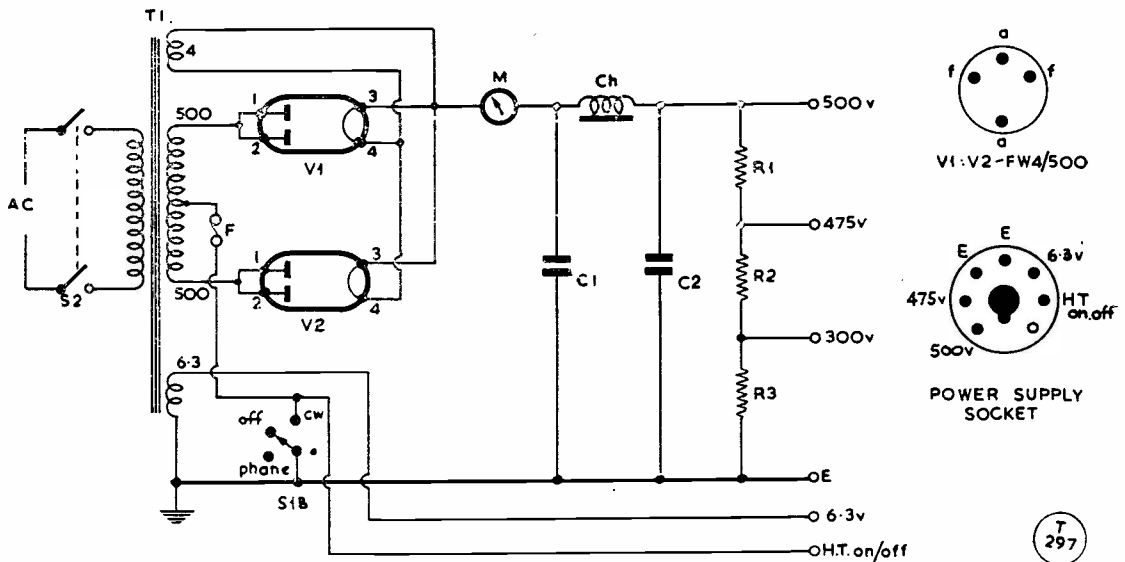 T1.
4
500
1
2
3
4
V1
M
Ch
500v
AC
S2
F
500
1
2
3
4
V2
C1
C2
R1
475v
R2
300v
R3
6·3
off
cw
phane
S1B
E
6·3v
H.T. on/off
a
f
f
a
V1:V2-FW4/500
E
E
6·3v
475v
H.T
on.off
500v
POWER SUPPLY
SOCKET
T
297